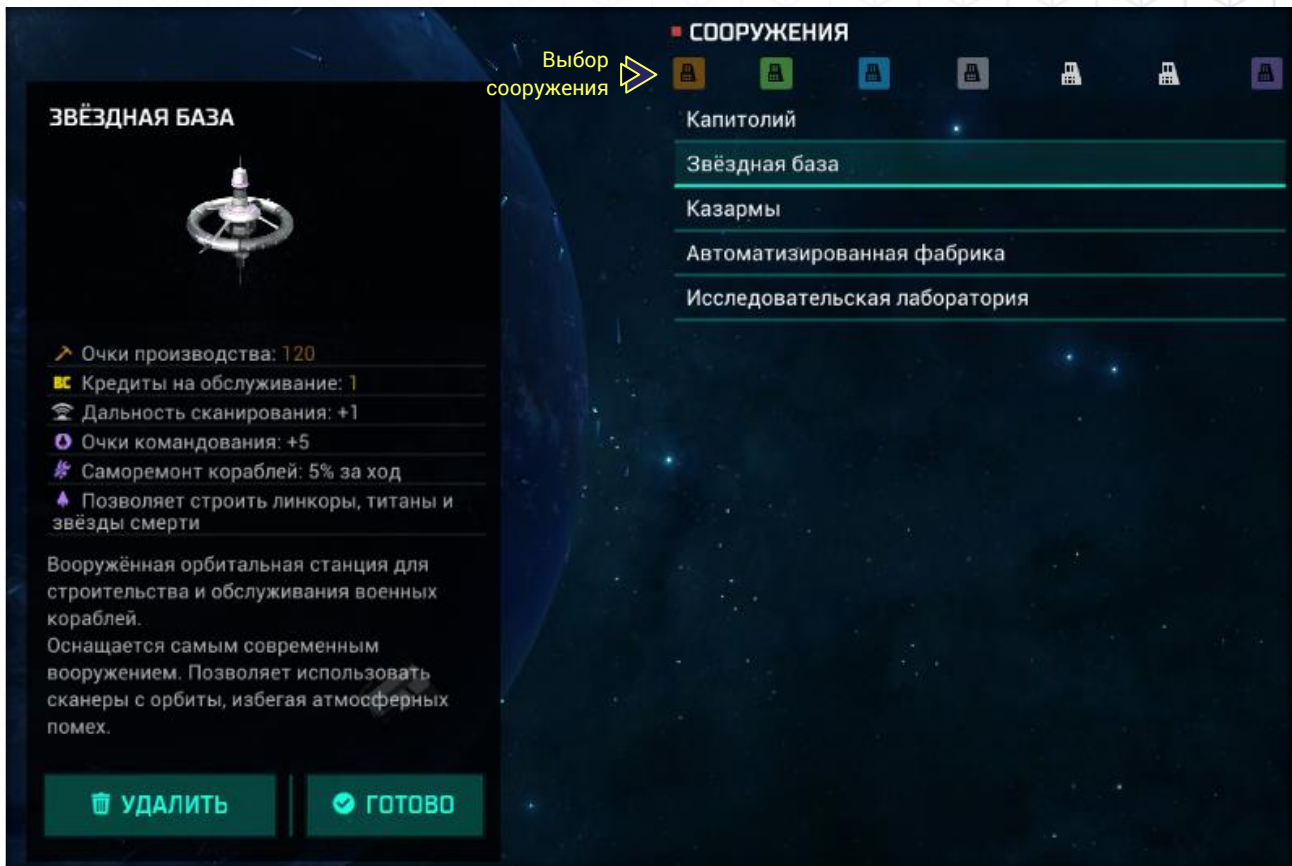 СООРУЖЕНИЯ
Выбор
сооружения
Капитолий
Звёздная база
Казармы
Автоматизированная фабрика
Исследовательская лаборатория
ЗВЁЗДНАЯ БАЗА
Очки производства: 120
BC Кредиты на обслуживание: 1
Дальность сканирования: +1
Очки командования: +5
Саморемонт кораблей: 5% за ход
Позволяет строить линкоры, титаны и
звёзды смерти
Вооружённая орбитальная станция для
строительства и обслуживания военных
кораблей.
Оснащается самым современным
вооружением. Позволяет использовать
сканеры с орбиты, избегая атмосферных
помех.
УДАЛИТЬ
ГОТОВО